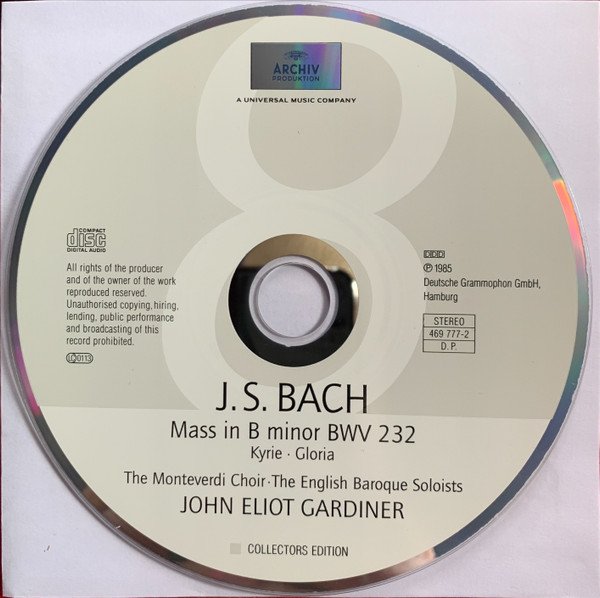 8
ARCHIV
PRODUKTION
A UNIVERSAL MUSIC COMPANY
COMPACT
disc
DIGITAL AUDIO
All rights of the producer
and of the owner of the work
reproduced reserved.
Unauthorised copying, hiring,
lending, public performance
and broadcasting of this
record prohibited.
LC 0113
DDD
℗ 1985
Deutsche Grammophon GmbH,
Hamburg
STEREO
469 777-2
D. P.
J. S. BACH
Mass in B minor BWV 232
Kyrie · Gloria
The Monteverdi Choir · The English Baroque Soloists
JOHN ELIOT GARDINER
COLLECTORS EDITION